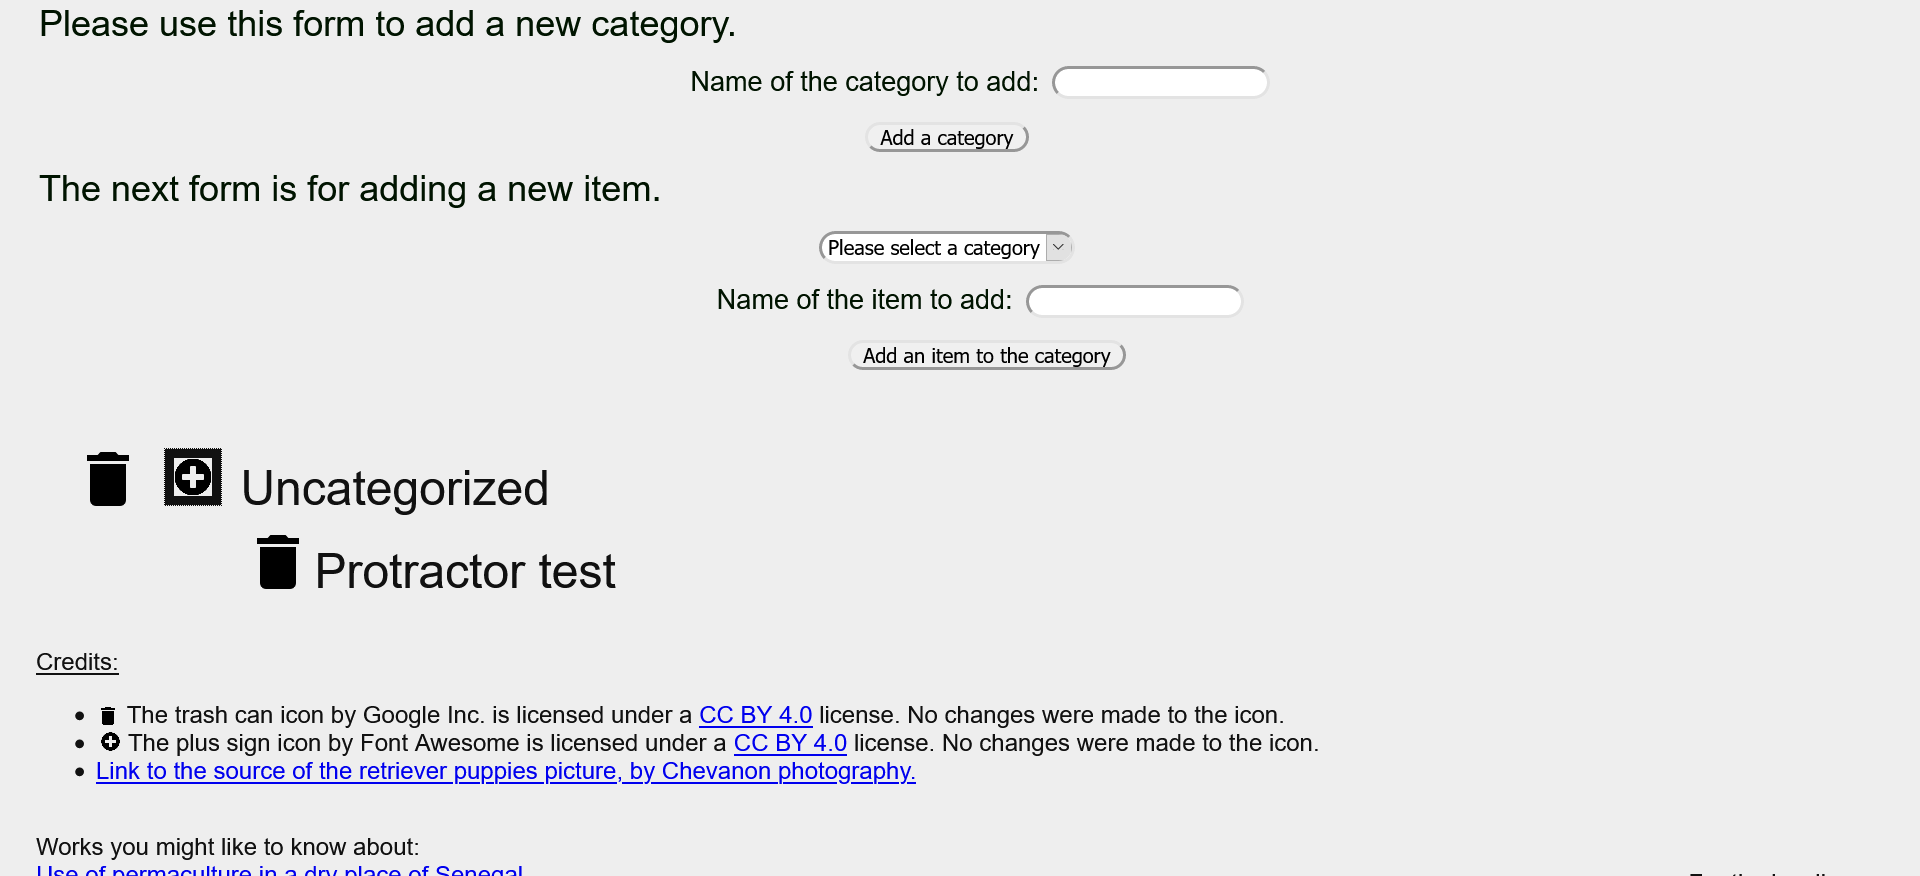 Please use this form to add a new category.
Name of the category to add:
Add a category
The next form is for adding a new item.
Please select a category
Name of the item to add:
Add an item to the category
Uncategorized
Protractor test
Credits:
The trash can icon by Google Inc. is licensed under a CC BY 4.0 license. No changes were made to the icon.
The plus sign icon by Font Awesome is licensed under a CC BY 4.0 license. No changes were made to the icon.
Link to the source of the retriever puppies picture, by Chevanon photography.
Works you might like to know about:
Use of permaculture in a dry place of Senegal